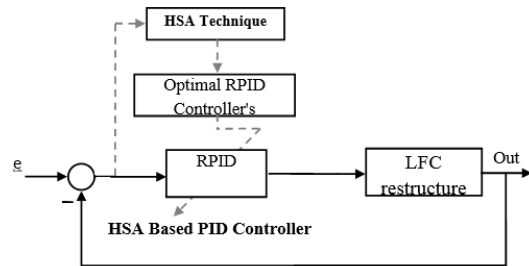 HSA Technique
Optimal RPID
Controller's
e
RPID
LFC
restructure
Out
−
HSA Based PID Controller